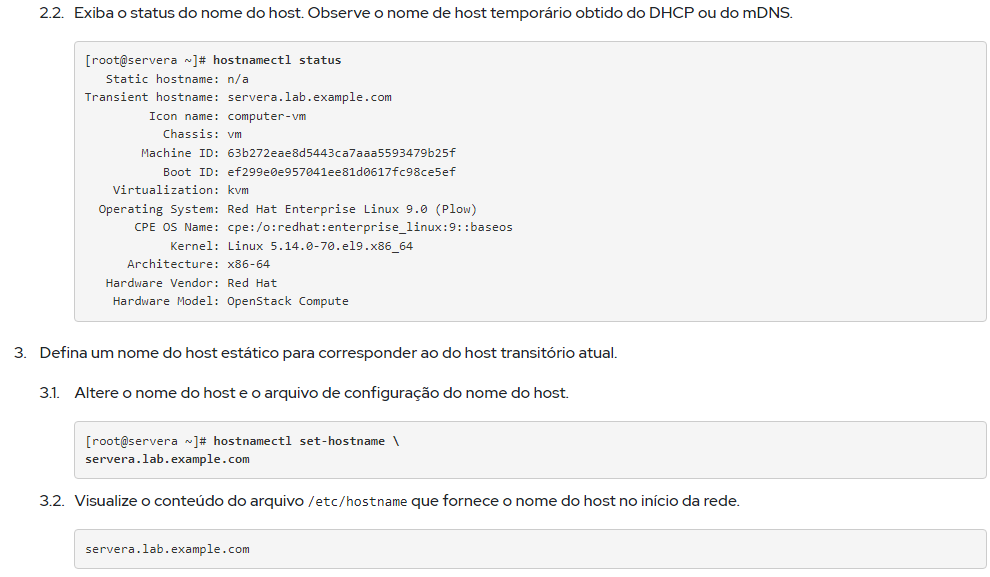 2.2. Exiba o status do nome do host. Observe o nome de host temporário obtido do DHCP ou do mDNS.
[root@servera ~]# hostnamectl status
Static hostname: n/a
Transient hostname: servera.lab.example.com
Icon name: computer-vm
Chassis: vm
Machine ID: 63b272eae8d5443ca7aaa5593479b25f
Boot ID: ef299e0e957041ee81d0617fc98ce5ef
Virtualization: kvm
Operating System: Red Hat Enterprise Linux 9.0 (Plow)
CPE OS Name: cpe:/o:redhat:enterprise_linux:9::baseos
Kernel: Linux 5.14.0-70.el9.x86_64
Architecture: x86-64
Hardware Vendor: Red Hat
Hardware Model: OpenStack Compute
3. Defina um nome do host estático para corresponder ao do host transitório atual.
3.1. Altere o nome do host e o arquivo de configuração do nome do host.
[root@servera ~]# hostnamectl set-hostname \
servera.lab.example.com
3.2. Visualize o conteúdo do arquivo /etc/hostname que fornece o nome do host no início da rede.
servera.lab.example.com